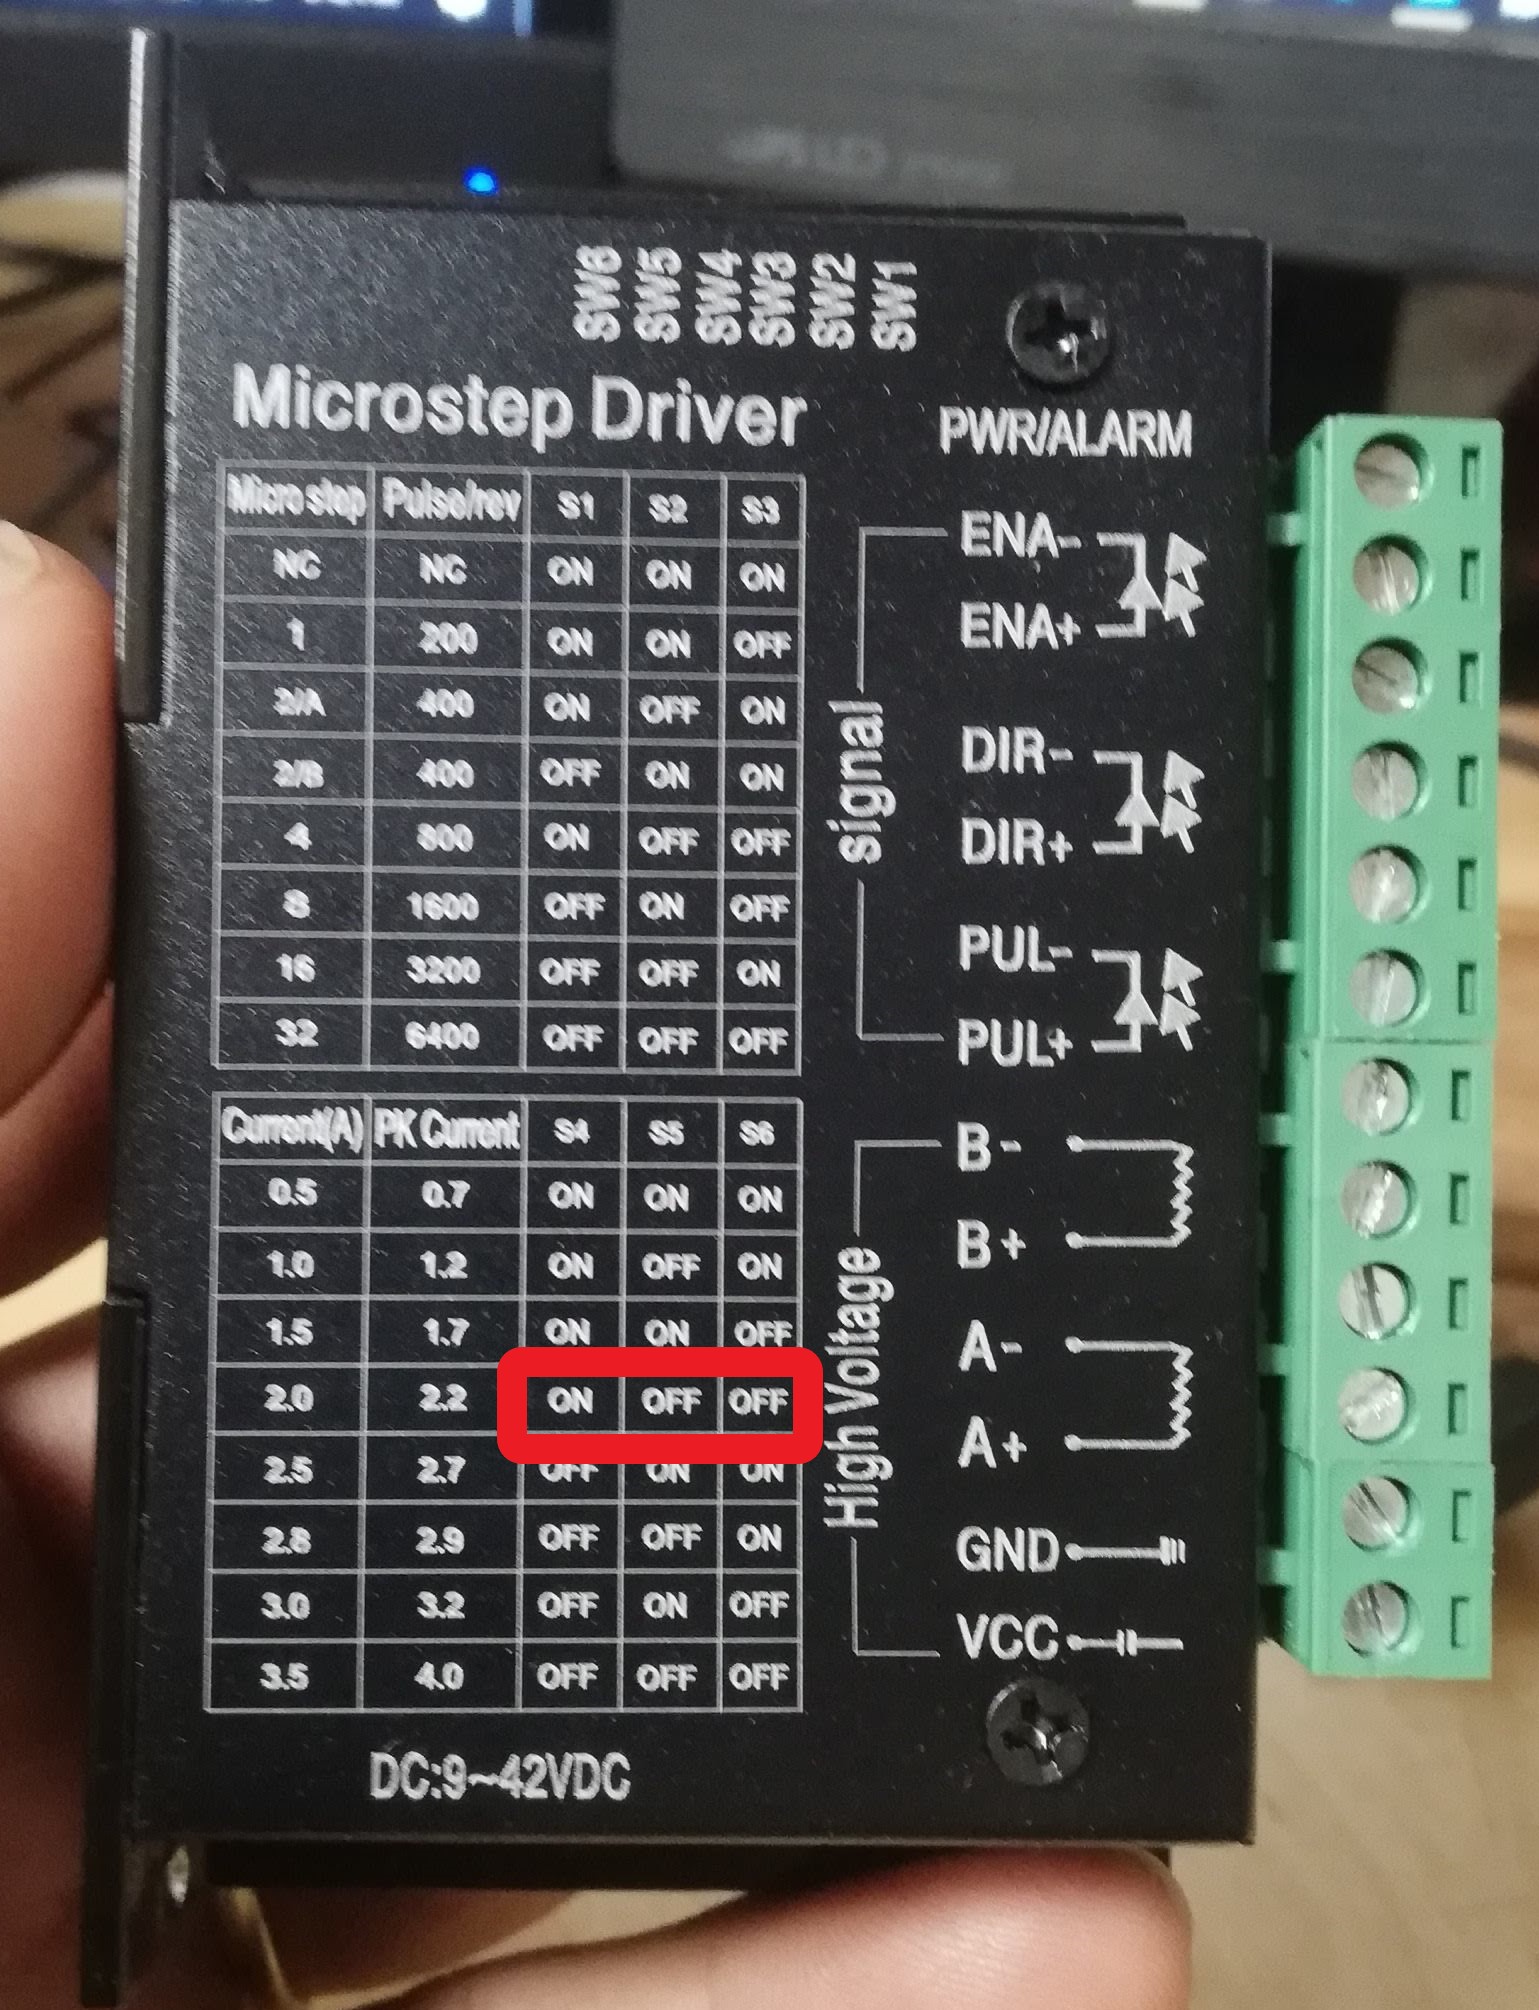 SW6
SW5
SW4
SW3
SW2
SW1
Microstep Driver
PWR/ALARM
Micro step Pulse/rev S1 S2 S3
NC NC ON ON ON
1 200 ON ON OFF
2/A 400 ON OFF ON
2/B 400 OFF ON ON
4 800 ON OFF OFF
8 1600 OFF ON OFF
16 3200 OFF OFF ON
32 6400 OFF OFF OFF
Current(A) PK Current S4 S5 S6
0.5 0.7 ON ON ON
1.0 1.2 ON OFF ON
1.5 1.7 ON ON OFF
2.0 2.2 ON OFF OFF
2.5 2.7 OFF ON ON
2.8 2.9 OFF OFF ON
3.0 3.2 OFF ON OFF
3.5 4.0 OFF OFF OFF
DC:9~42VDC
signal
ENA-
ENA+
DIR-
DIR+
PUL-
PUL+
High Voltage
B-
B+
A-
A+
GND
VCC